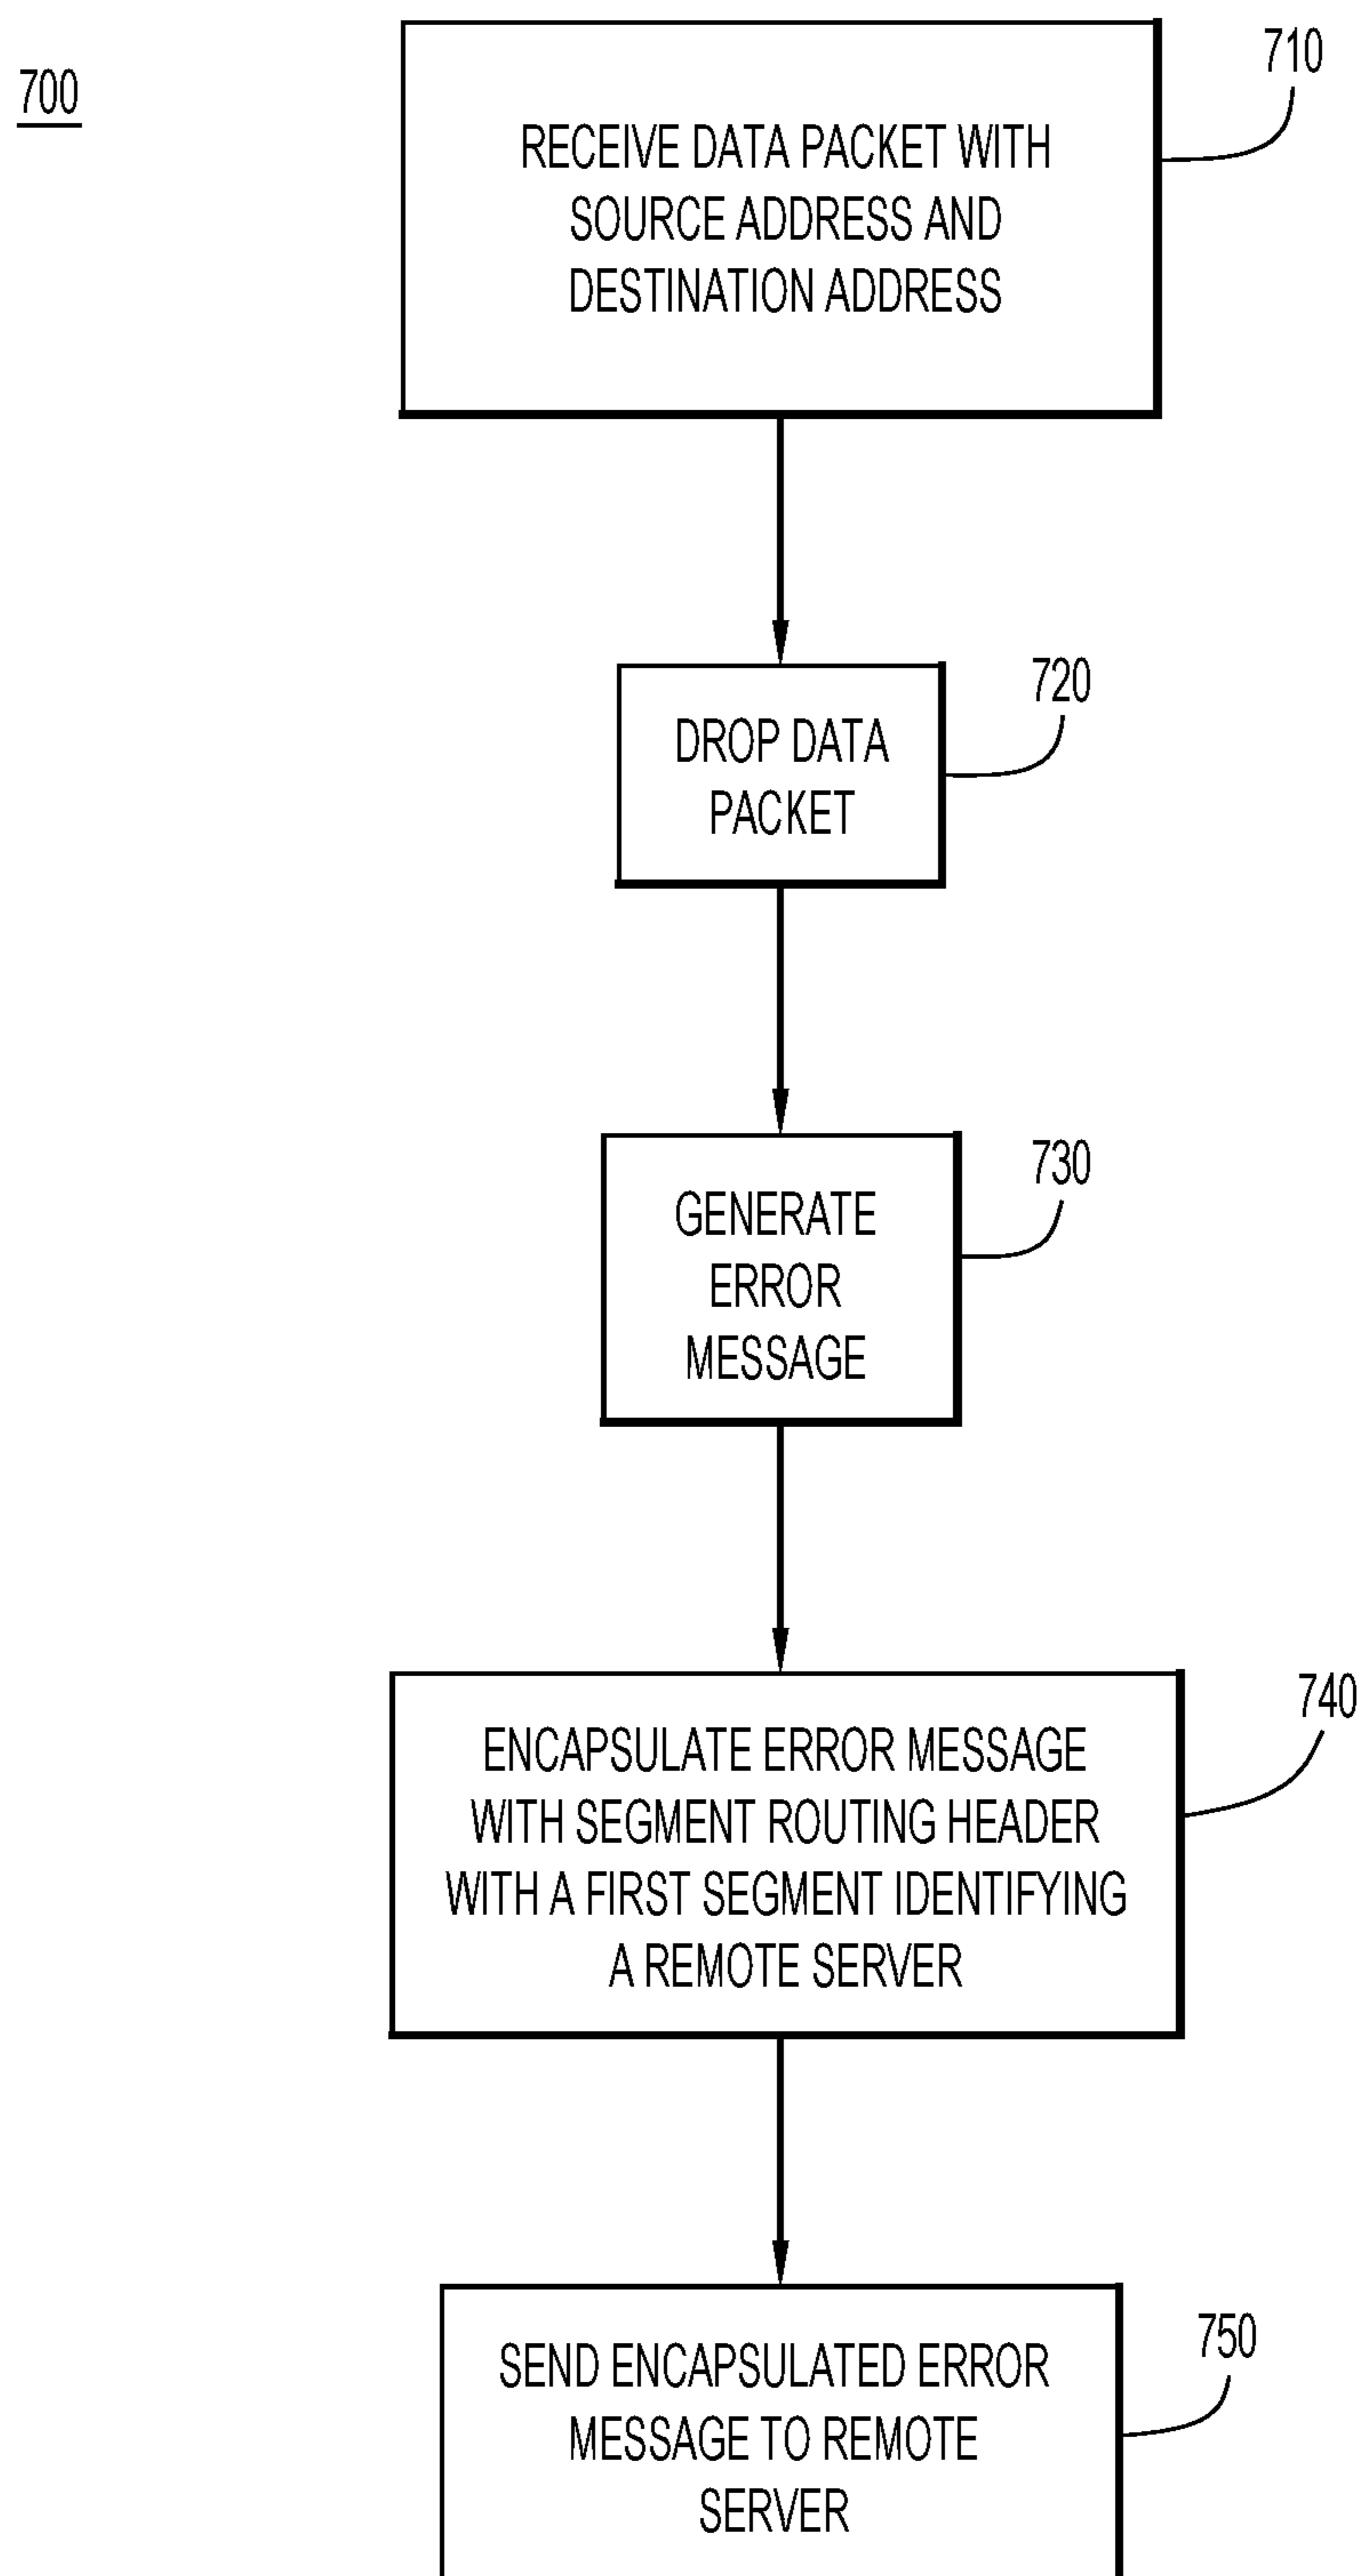 700
710
RECEIVE DATA PACKET WITH
SOURCE ADDRESS AND
DESTINATION ADDRESS
720
DROP DATA
PACKET
730
GENERATE
ERROR
MESSAGE
740
ENCAPSULATE ERROR MESSAGE
WITH SEGMENT ROUTING HEADER
WITH A FIRST SEGMENT IDENTIFYING
A REMOTE SERVER
750
SEND ENCAPSULATED ERROR
MESSAGE TO REMOTE
SERVER